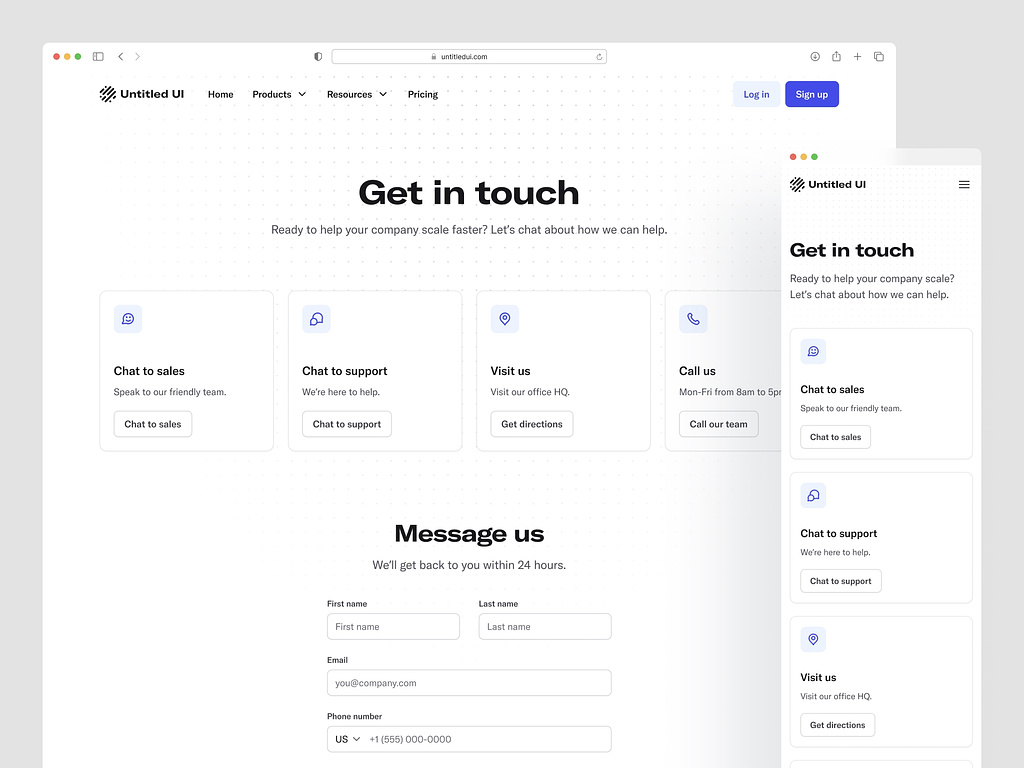 untitledui.com
Untitled UI Home Products Resources Pricing Log in Sign up
Get in touch
Ready to help your company scale faster? Let's chat about how we can help.
Chat to sales
Speak to our friendly team.
Chat to sales
Chat to support
We're here to help.
Chat to support
Visit us
Visit our office HQ.
Get directions
Call us
Mon-Fri from 8am to
Call our team
Message us
We'll get back to you within 24 hours.
First name Last name
First name Last name
Email
you@company.com
Phone number
US +1 (555) 000-0000
Untitled UI
Get in touch
Ready to help your company scale?
Let's chat about how we can help.
Chat to sales
Speak to our friendly team.
Chat to sales
Chat to support
We're here to help.
Chat to support
Visit us
Visit our office HQ.
Get directions